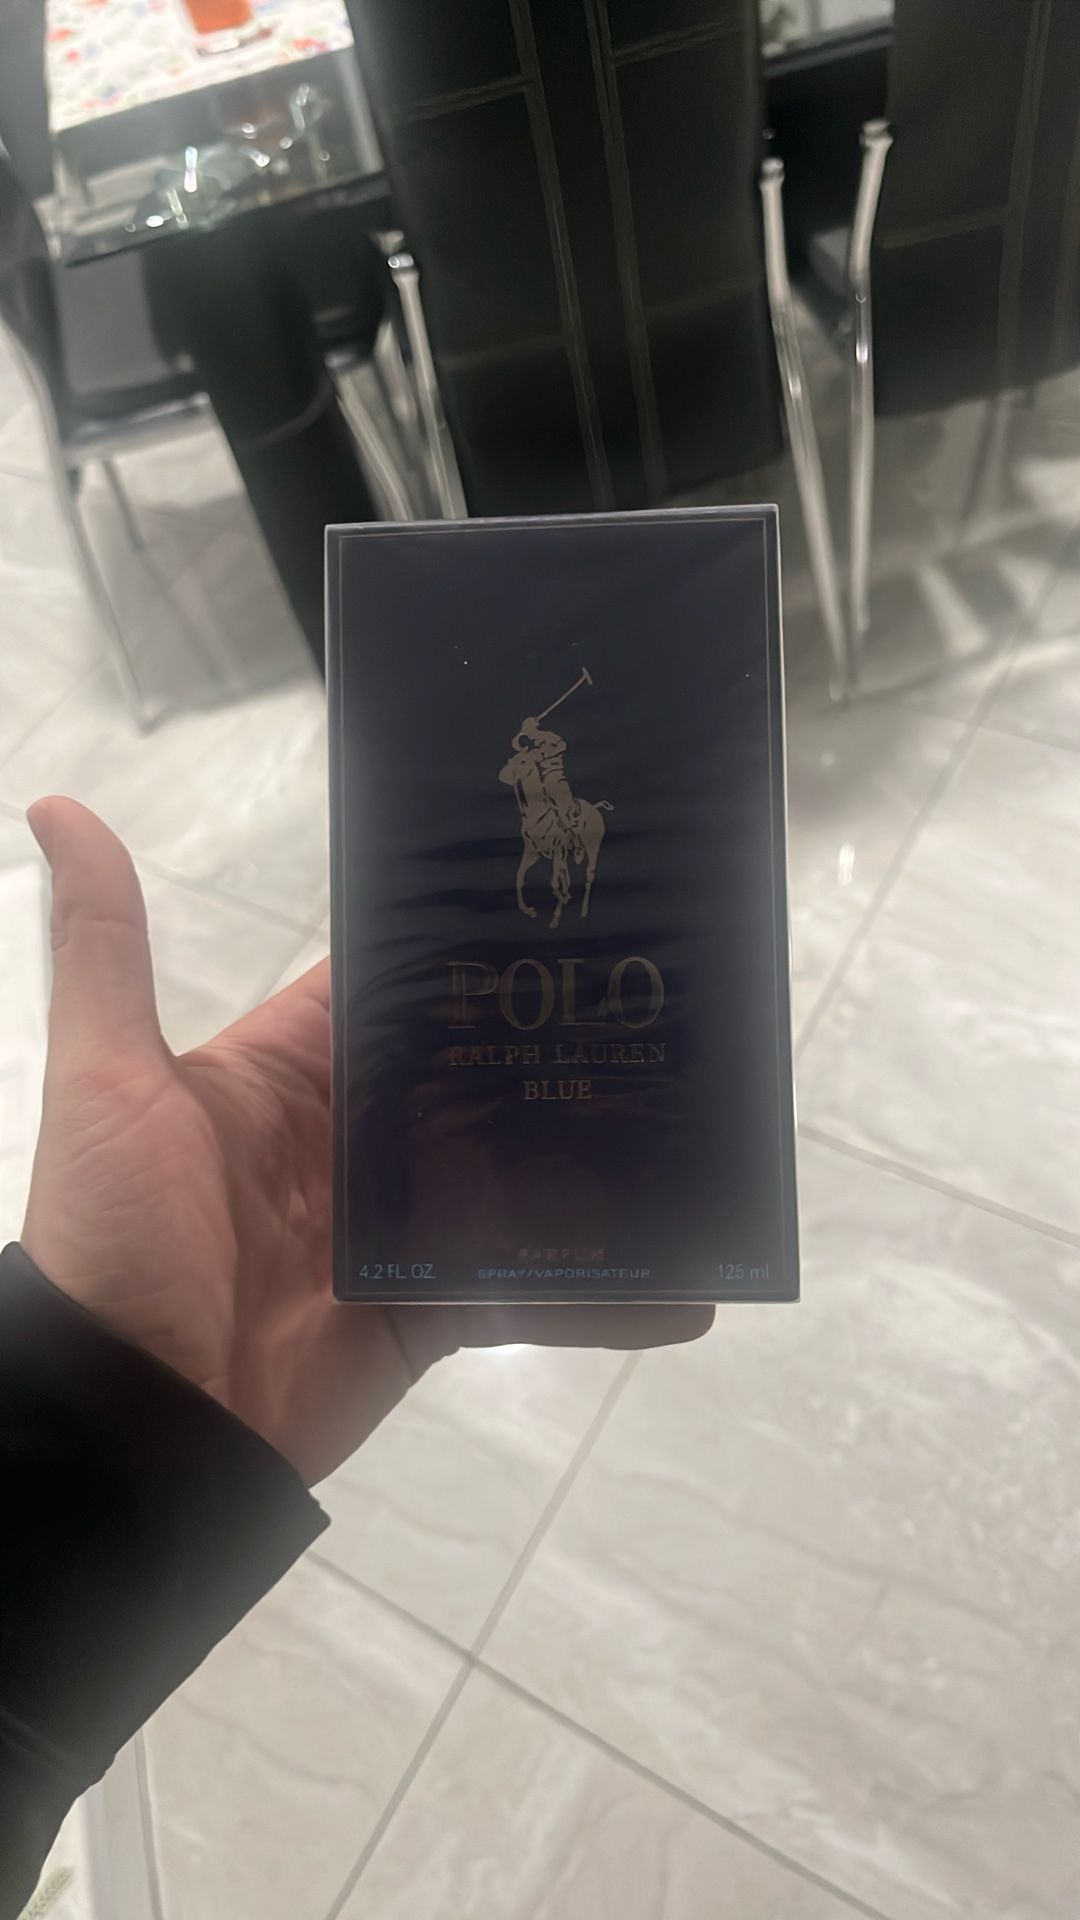 POLO
RALPH LAUREN
BLUE
PARFUM
4.2 FL. OZ. SPRAY/VAPORISATEUR 125 ml